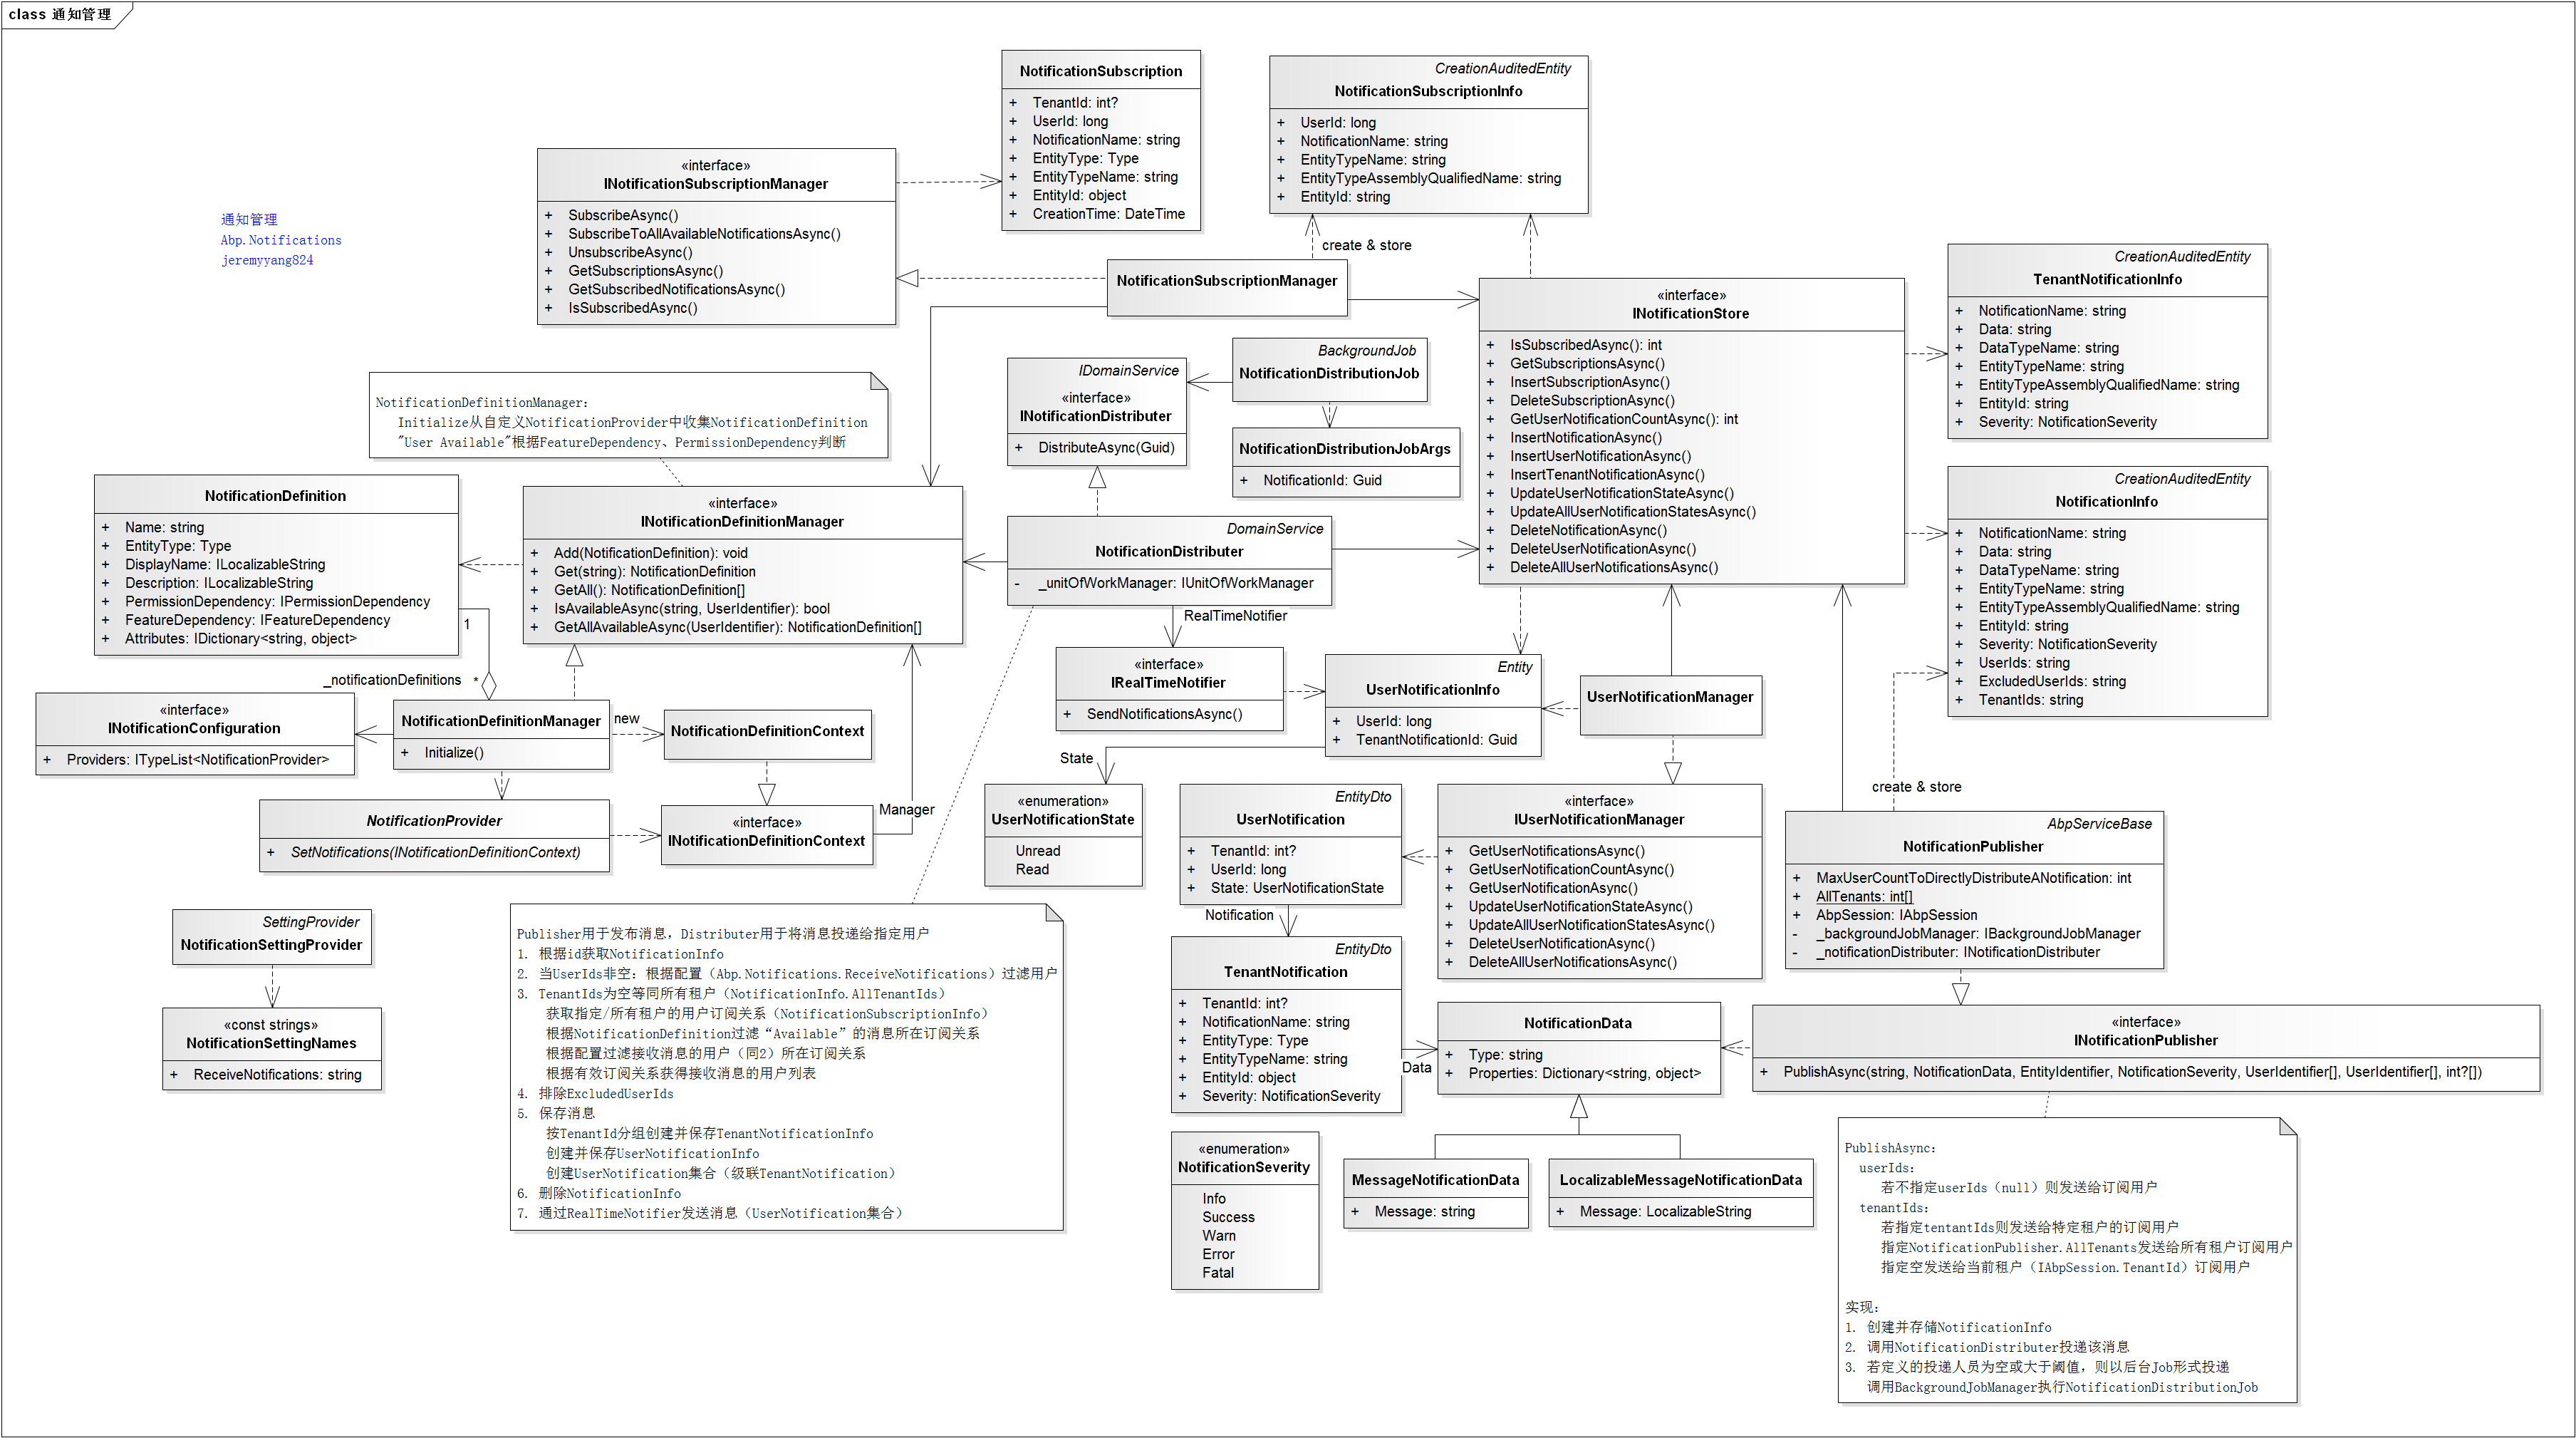 class 通知管理
通知管理
Abp.Notifications
jeremyyang824
NotificationSubscription
+ TenantId: int?
+ UserId: long
+ NotificationName: string
+ EntityType: Type
+ EntityTypeName: string
+ EntityId: object
+ CreationTime: DateTime
CreationAuditedEntity
NotificationSubscriptionInfo
+ UserId: long
+ NotificationName: string
+ EntityTypeName: string
+ EntityTypeAssemblyQualifiedName: string
+ EntityId: string
«interface»
INotificationSubscriptionManager
+ SubscribeAsync()
+ SubscribeToAllAvailableNotificationsAsync()
+ UnsubscribeAsync()
+ GetSubscriptionsAsync()
+ GetSubscribedNotificationsAsync()
+ IsSubscribedAsync()
create & store
NotificationSubscriptionManager
«interface»
INotificationStore
+ IsSubscribedAsync(): int
+ GetSubscriptionsAsync()
+ InsertSubscriptionAsync()
+ DeleteSubscriptionAsync()
+ GetUserNotificationCountAsync(): int
+ InsertNotificationAsync()
+ InsertUserNotificationAsync()
+ InsertTenantNotificationAsync()
+ UpdateUserNotificationStateAsync()
+ UpdateAllUserNotificationStatesAsync()
+ DeleteNotificationAsync()
+ DeleteUserNotificationAsync()
+ DeleteAllUserNotificationsAsync()
CreationAuditedEntity
TenantNotificationInfo
+ NotificationName: string
+ Data: string
+ DataTypeName: string
+ EntityTypeName: string
+ EntityTypeAssemblyQualifiedName: string
+ EntityId: string
+ Severity: NotificationSeverity
IDomainService
«interface»
INotificationDistributer
+ DistributeAsync(Guid)
BackgroundJob
NotificationDistributionJob
NotificationDistributionJobArgs
+ NotificationId: Guid
NotificationDefinitionManager:
Initialize从自定义NotificationProvider中收集NotificationDefinition
"User Available"根据FeatureDependency、PermissionDependency判断
CreationAuditedEntity
NotificationInfo
+ NotificationName: string
+ Data: string
+ DataTypeName: string
+ EntityTypeName: string
+ EntityTypeAssemblyQualifiedName: string
+ EntityId: string
+ Severity: NotificationSeverity
+ UserIds: string
+ ExcludedUserIds: string
+ TenantIds: string
NotificationDefinition
+ Name: string
+ EntityType: Type
+ DisplayName: ILocalizableString
+ Description: ILocalizableString
+ PermissionDependency: IPermissionDependency
+ FeatureDependency: IFeatureDependency
+ Attributes: IDictionary<string, object>
«interface»
INotificationDefinitionManager
+ Add(NotificationDefinition): void
+ Get(string): NotificationDefinition
+ GetAll(): NotificationDefinition[]
+ IsAvailableAsync(string, UserIdentifier): bool
+ GetAllAvailableAsync(UserIdentifier): NotificationDefinition[]
DomainService
NotificationDistributer
- _unitOfWorkManager: IUnitOfWorkManager
RealTimeNotifier
1
_notificationDefinitions *
«interface»
IRealTimeNotifier
+ SendNotificationsAsync()
Entity
UserNotificationInfo
+ UserId: long
+ TenantNotificationId: Guid
UserNotificationManager
«interface»
INotificationConfiguration
+ Providers: ITypeList<NotificationProvider>
NotificationDefinitionManager
+ Initialize()
new
NotificationDefinitionContext
State
NotificationProvider
+ SetNotifications(INotificationDefinitionContext)
«interface»
INotificationDefinitionContext
Manager
«enumeration»
UserNotificationState
Unread
Read
EntityDto
UserNotification
+ TenantId: int?
+ UserId: long
+ State: UserNotificationState
Notification
«interface»
IUserNotificationManager
+ GetUserNotificationsAsync()
+ GetUserNotificationCountAsync()
+ GetUserNotificationAsync()
+ UpdateUserNotificationStateAsync()
+ UpdateAllUserNotificationStatesAsync()
+ DeleteUserNotificationAsync()
+ DeleteAllUserNotificationsAsync()
create & store
AbpServiceBase
NotificationPublisher
+ MaxUserCountToDirectlyDistributeANotification: int
+ AllTenants: int[]
+ AbpSession: IAbpSession
- _backgroundJobManager: IBackgroundJobManager
- _notificationDistributer: INotificationDistributer
SettingProvider
NotificationSettingProvider
«const strings»
NotificationSettingNames
+ ReceiveNotifications: string
Publisher用于发布消息，Distributer用于将消息投递给指定用户
1. 根据id获取NotificationInfo
2. 当UserIds非空：根据配置（Abp.Notifications.ReceiveNotifications）过滤用户
3. TenantIds为空等同所有租户（NotificationInfo.AllTenantIds）
获取指定/所有租户的用户订阅关系（NotificationSubscriptionInfo）
根据NotificationDefinition过滤“Available”的消息所在订阅关系
根据配置过滤接收消息的用户（同2）所在订阅关系
根据有效订阅关系获得接收消息的用户列表
4. 排除ExcludedUserIds
5. 保存消息
按TenantId分组创建并保存TenantNotificationInfo
创建并保存UserNotificationInfo
创建UserNotification集合（级联TenantNotification）
6. 删除NotificationInfo
7. 通过RealTimeNotifier发送消息（UserNotification集合）
EntityDto
TenantNotification
+ TenantId: int?
+ NotificationName: string
+ EntityType: Type
+ EntityTypeName: string
+ EntityId: object
+ Severity: NotificationSeverity
Data
NotificationData
+ Type: string
+ Properties: Dictionary<string, object>
«interface»
INotificationPublisher
+ PublishAsync(string, NotificationData, EntityIdentifier, NotificationSeverity, UserIdentifier[], UserIdentifier[], int?[])
«enumeration»
NotificationSeverity
Info
Success
Warn
Error
Fatal
MessageNotificationData
+ Message: string
LocalizableMessageNotificationData
+ Message: LocalizableString
PublishAsync:
userIds:
若不指定userIds（null）则发送给订阅用户
tenantIds:
若指定tentantIds则发送给特定租户的订阅用户
指定NotificationPublisher.AllTenants发送给所有租户订阅用户
指定空发送给当前租户（IAbpSession.TenantId）订阅用户
实现:
1. 创建并存储NotificationInfo
2. 调用NotificationDistributer投递该消息
3. 若定义的投递人员为空或大于阈值，则以后台Job形式投递
调用BackgroundJobManager执行NotificationDistributionJob